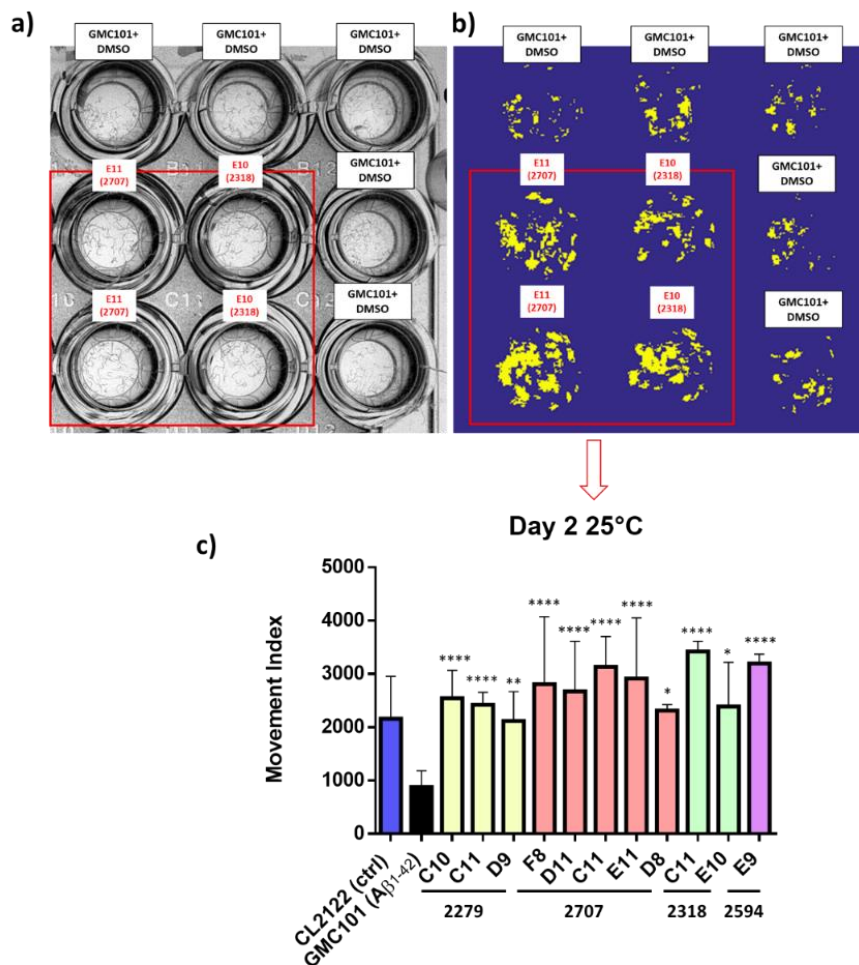 a)
GMC101+
DMSO
GMC101+
DMSO
GMC101+
DMSO
E11
(2707)
E10
(2318)
GMC101+
DMSO
C11
E11
(2707)
E10
(2318)
GMC101+
DMSO
b)
GMC101+
DMSO
GMC101+
DMSO
GMC101+
DMSO
E11
(2707)
E10
(2318)
GMC101+
DMSO
E11
(2707)
E10
(2318)
GMC101+
DMSO
c)
Day 2 25°C
Movement Index
5000
4000
3000
2000
1000
0
**** **** ** **** **** **** **** * **** * ****
CL2122 (ctrl)
GMC101 (Aβ1-42)
C10
C11
D9
F8
D11
C11
E11
D8
C11
E10
E9
2279 2707 2318 2594